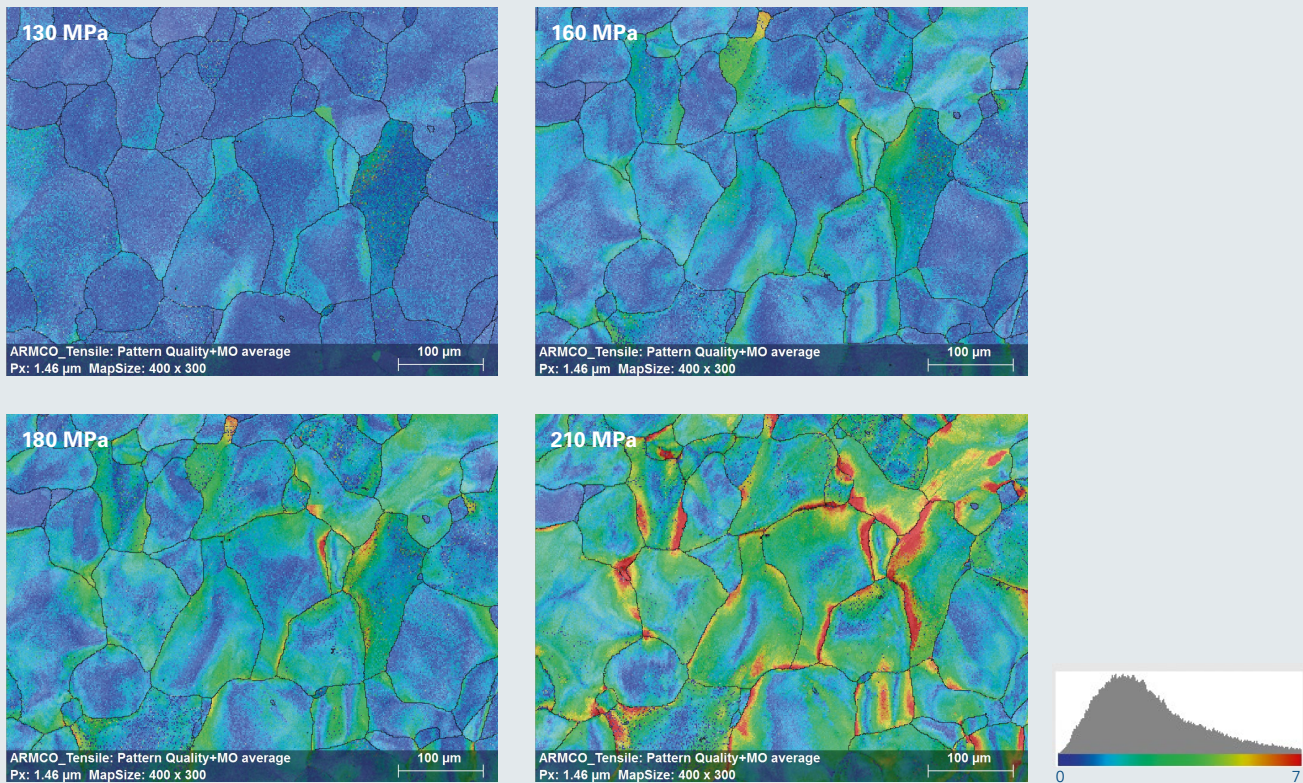 130 MPa
ARMCO_Tensile: Pattern Quality+MO average
Px: 1.46 µm MapSize: 400 x 300
100 µm
160 MPa
ARMCO_Tensile: Pattern Quality+MO average
Px: 1.46 µm MapSize: 400 x 300
100 µm
180 MPa
ARMCO_Tensile: Pattern Quality+MO average
Px: 1.46 µm MapSize: 400 x 300
100 µm
210 MPa
ARMCO_Tensile: Pattern Quality+MO average
Px: 1.46 µm MapSize: 400 x 300
100 µm
0
7